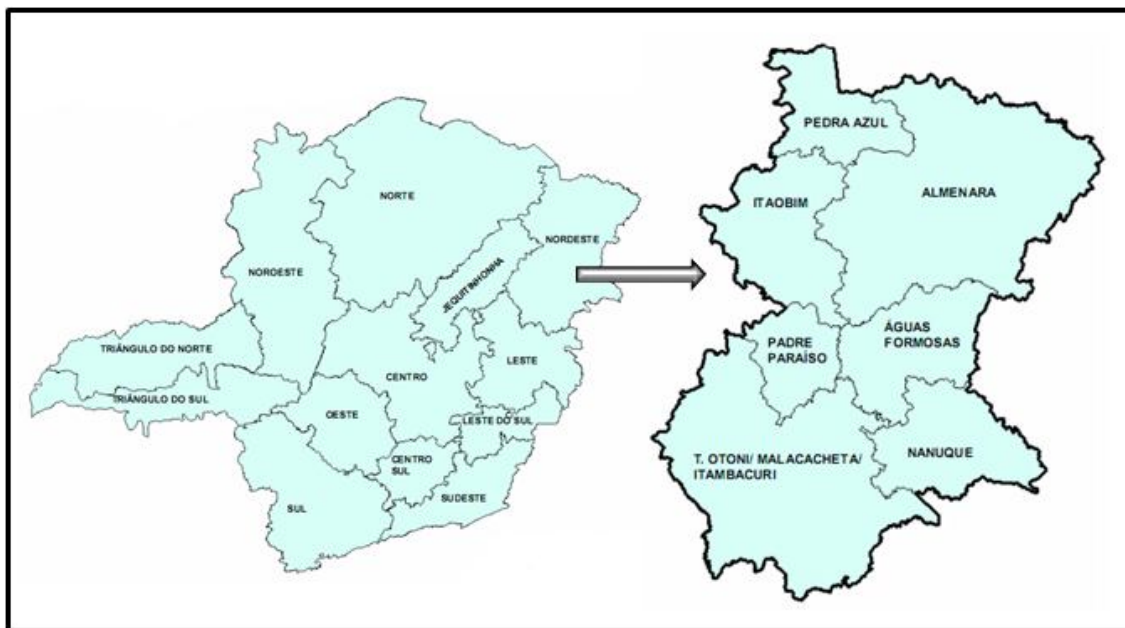 NORTE
NORDESTE
NOROESTE
JEQUITINHONHA
TRIÂNGULO DO NORTE
LESTE
CENTRO
TRIÂNGULO DO SUL
OESTE
LESTE DO SUL
CENTRO
SUL
SUDESTE
SUL
PEDRA AZUL
ALMENARA
ITAOBIM
ÁGUAS
FORMOSAS
PADRE
PARAÍSO
NANUQUE
T. OTONI/ MALACACHETA/
ITAMBACURI